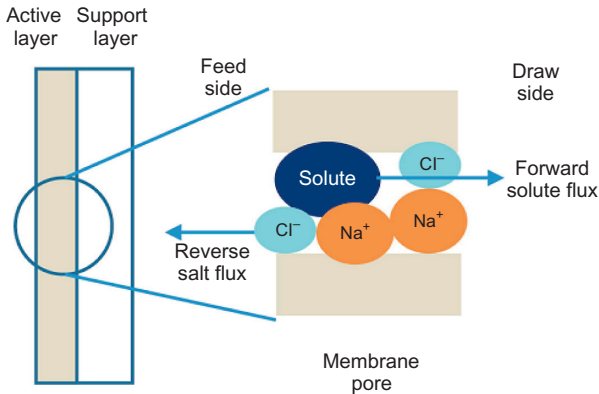 Active Support
layer layer
Feed
side
Draw
side
Solute
Cl⁻
Forward
solute flux
Cl⁻
Na⁺
Na⁺
Reverse
salt flux
Membrane
pore